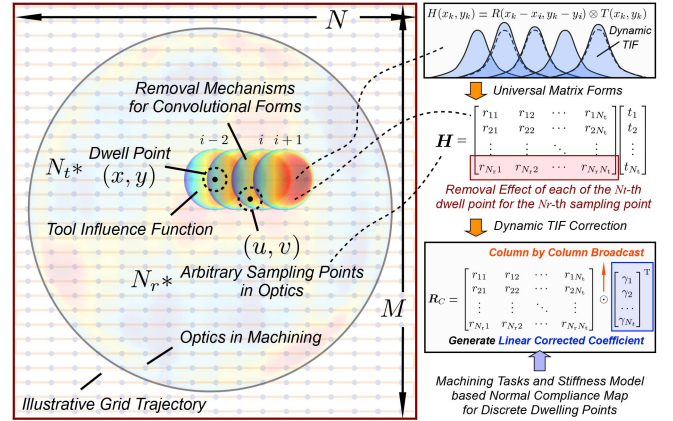 N
M
Removal Mechanisms
for Convolutional Forms
i−2 i i+1
Dwell Point
N_t* (x, y)
Tool Influence Function
(u, v)
N_r* Arbitrary Sampling Points
in Optics
Optics in Machining
Illustrative Grid Trajectory
H(x_k, y_k) = R(x_k − x_i, y_k − y_i) ⊗ T(x_k, y_k)
Dynamic
TIF
Universal Matrix Forms
H =
r_11 r_12 ⋯ r_1N_t t_1
r_21 r_22 ⋯ r_2N_t t_2
⋮ ⋮ ⋱ ⋮ ⋮
r_N_r1 r_N_r2 ⋯ r_N_rN_t t_N_t
Removal Effect of each of the Nt-th
dwell point for the Nr-th sampling point
Dynamic TIF Correction
Column by Column Broadcast
R_C =
r_11 r_12 ⋯ r_1N_t γ_1 T
r_21 r_22 ⋯ r_2N_t γ_2
⋮ ⋮ ⋱ ⋮ ⊙ ⋯
r_N_r1 r_N_r2 ⋯ r_N_rN_t γ_N_t
Generate Linear Corrected Coefficient
Machining Tasks and Stiffness Model
based Normal Compliance Map
for Discrete Dwelling Points